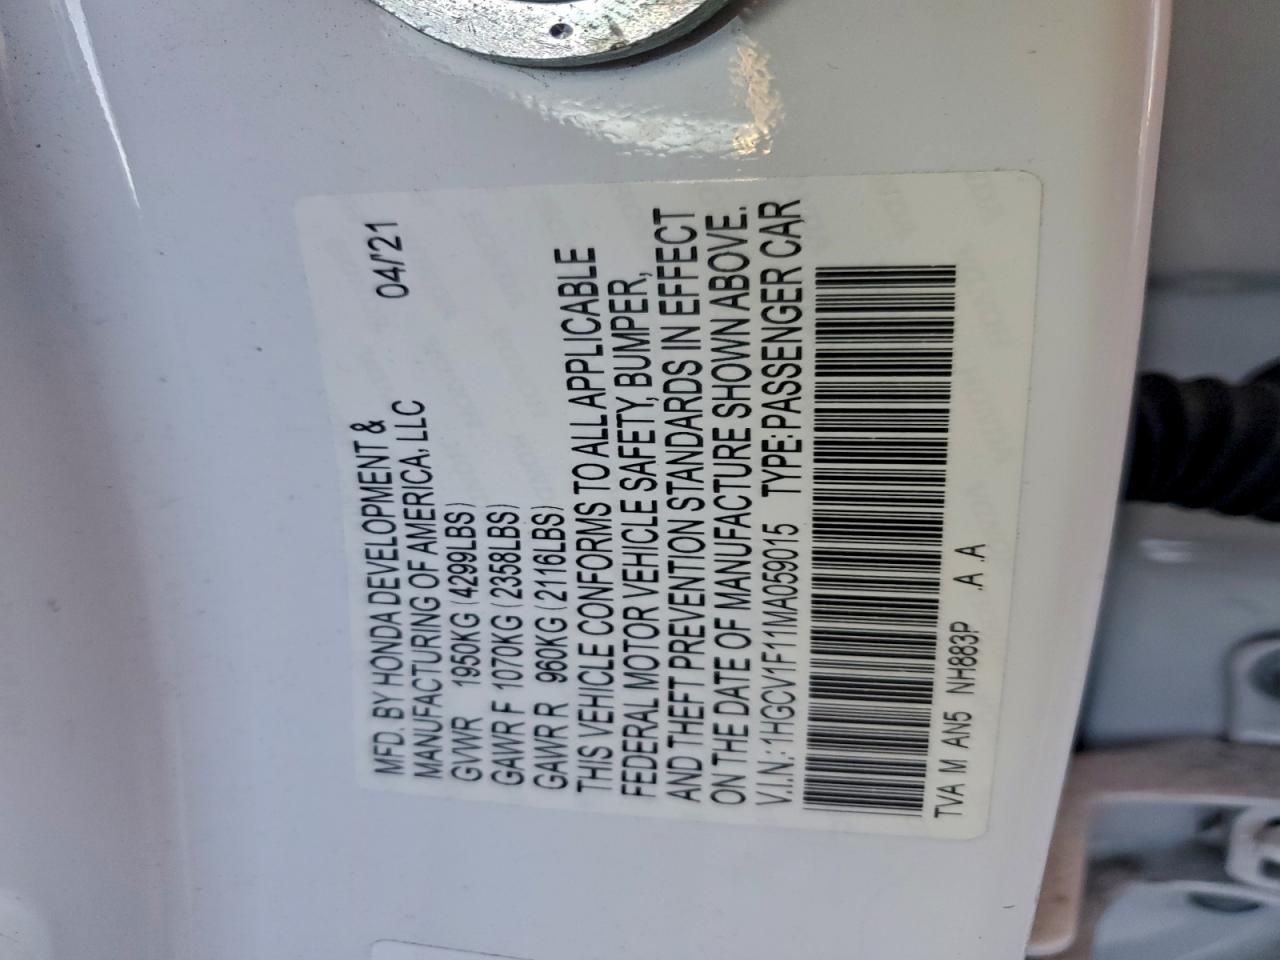 MFD. BY HONDA DEVELOPMENT & 04/'21
MANUFACTURING OF AMERICA, LLC
GVWR 1950KG (4299LBS)
GAWR F 1070KG (2358LBS)
GAWR R 960KG (2116LBS)
THIS VEHICLE CONFORMS TO ALL APPLICABLE
FEDERAL MOTOR VEHICLE SAFETY, BUMPER,
AND THEFT PREVENTION STANDARDS IN EFFECT
ON THE DATE OF MANUFACTURE SHOWN ABOVE.
V.I.N.: 1HGCV1F11MA059015 TYPE: PASSENGER CAR
TVA M AN5 NH883P .A .A